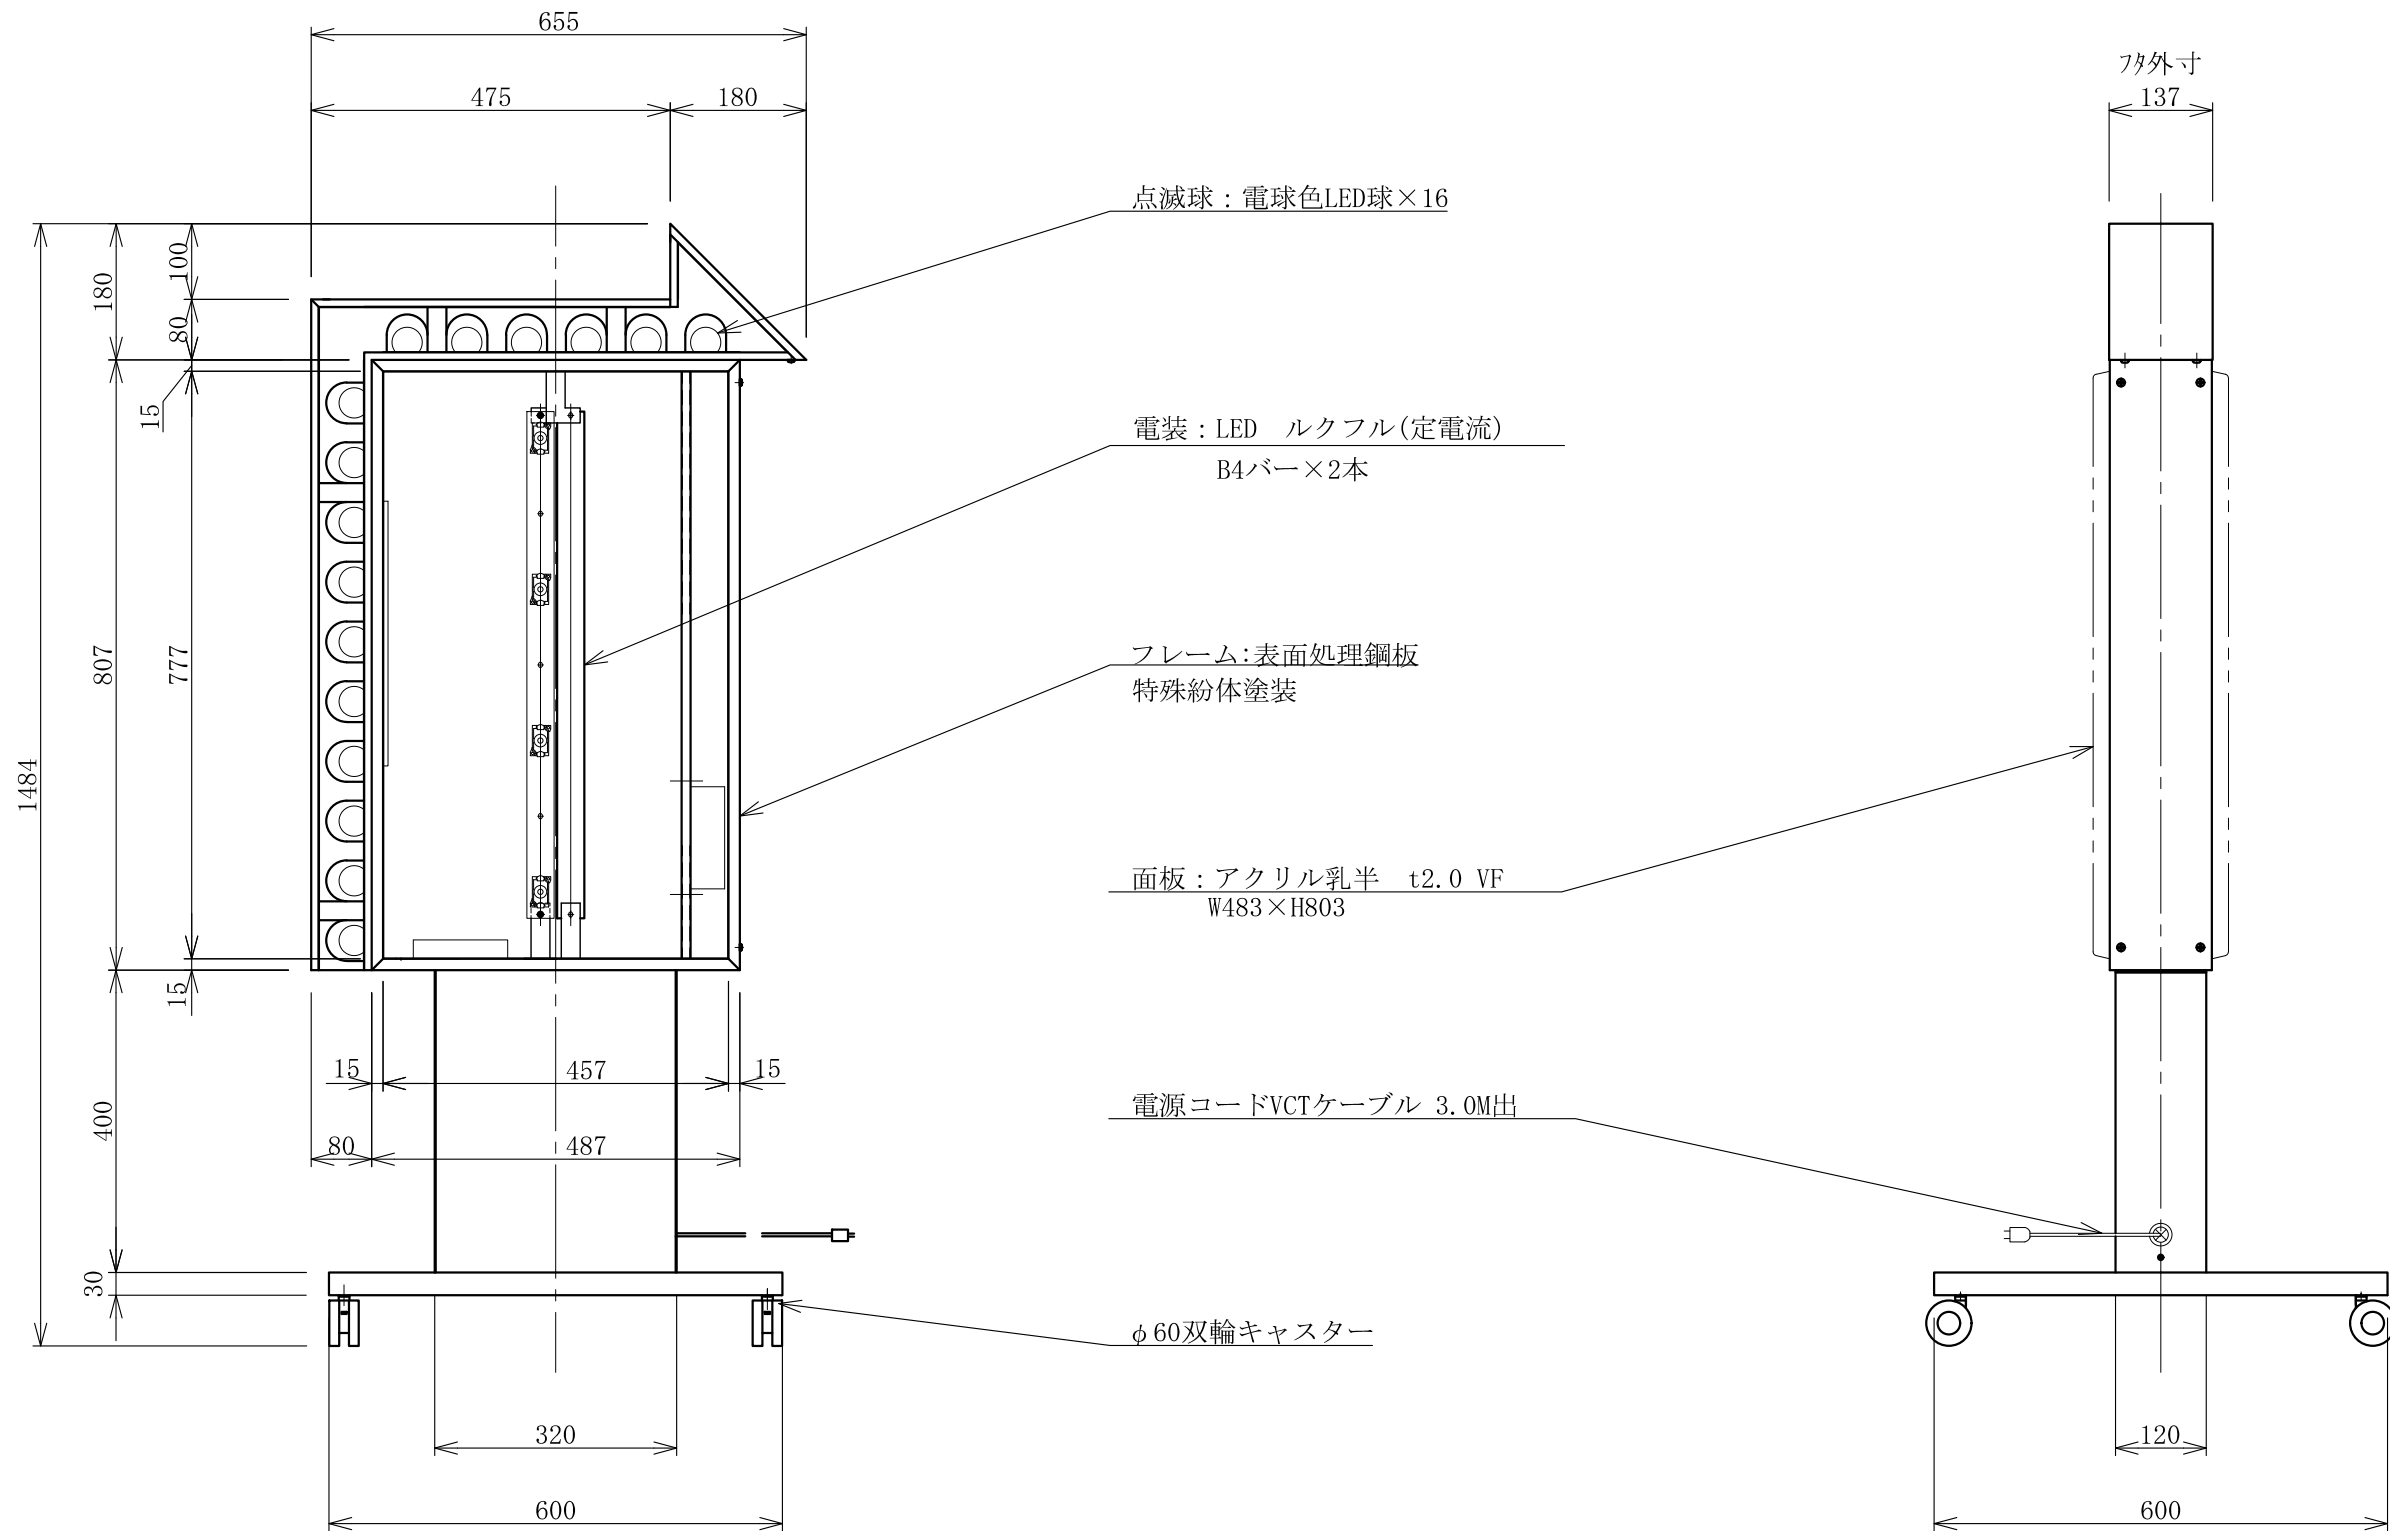 655
475
180
フタ外寸
137
点滅球：電球色LED球×16
100
180
80
15
電装：LED　ルクフル(定電流)
B4バー×2本
807
777
フレーム:表面処理鋼板
特殊紛体塗装
1484
面板：アクリル乳半　t2.0 VF
W483×H803
15
15
457
15
400
80
487
電源コードVCTケーブル 3.0M出
30
φ60双輪キャスター
320
120
600
600